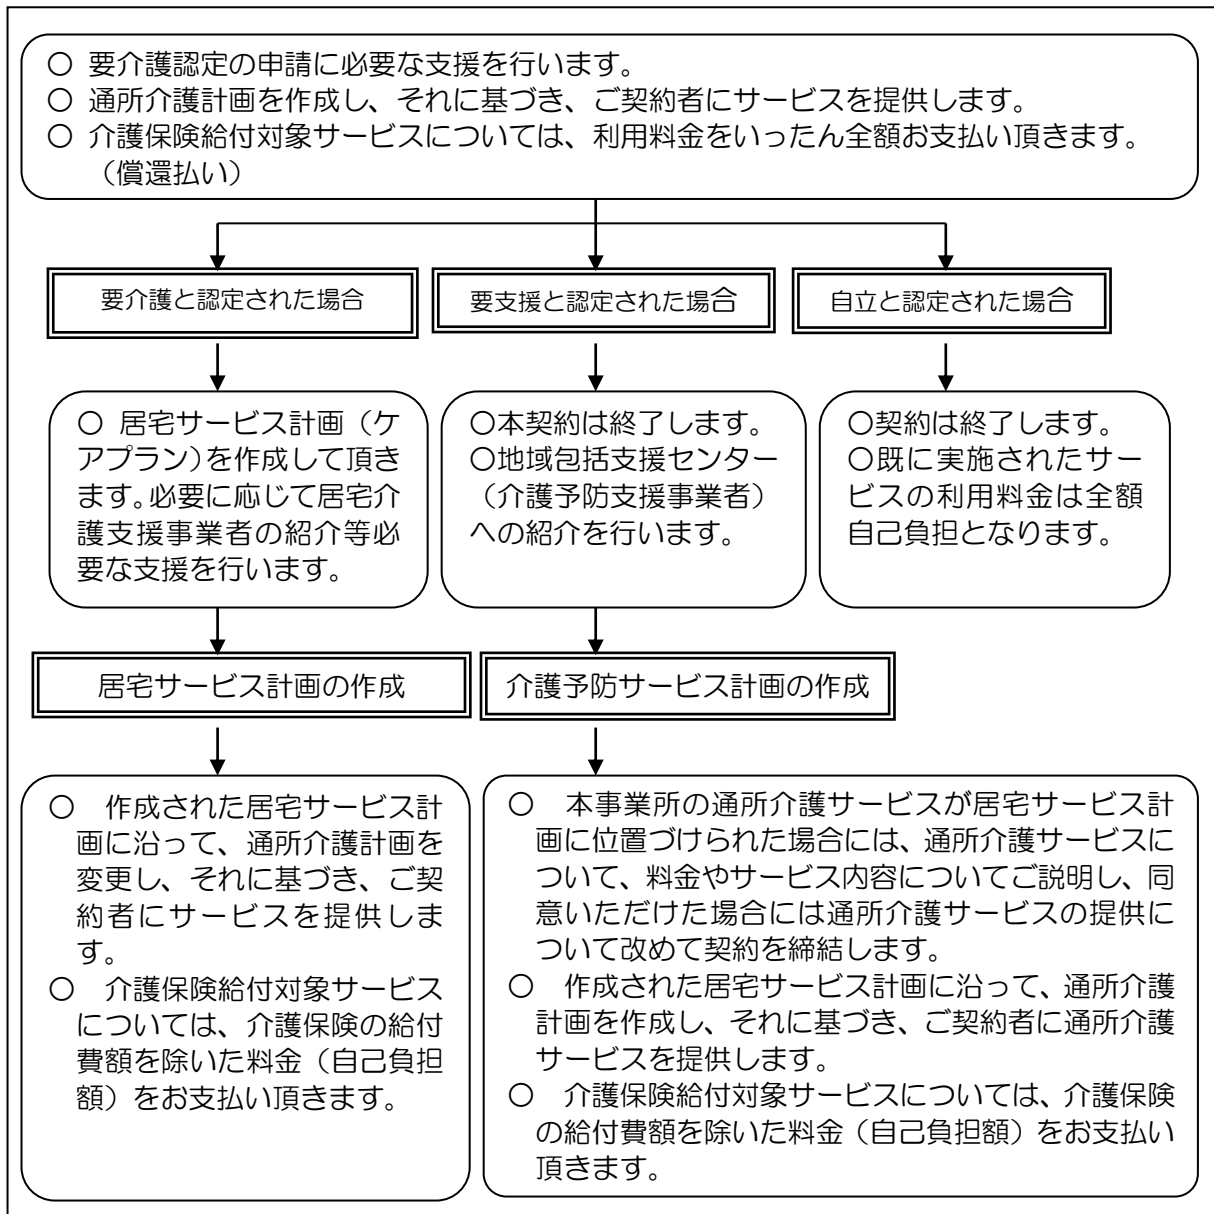 ○ 要介護認定の申請に必要な支援を行います。
○ 通所介護計画を作成し、それに基づき、ご契約者にサービスを提供します。
○ 介護保険給付対象サービスについては、利用料金をいったん全額お支払い頂きます。
（償還払い）
要介護と認定された場合
要支援と認定された場合
自立と認定された場合
○ 居宅サービス計画（ケ
アプラン）を作成して頂き
ます。必要に応じて居宅介
護支援事業者の紹介等必
要な支援を行います。
○本契約は終了します。
○地域包括支援センター
（介護予防支援事業者）
への紹介を行います。
○契約は終了します。
○既に実施されたサー
ビスの利用料金は全額
自己負担となります。
居宅サービス計画の作成
介護予防サービス計画の作成
○ 作成された居宅サービス計
画に沿って、通所介護計画を
変更し、それに基づき、ご契
約者にサービスを提供しま
す。
○ 介護保険給付対象サービス
については、介護保険の給付
費額を除いた料金（自己負担
額）をお支払い頂きます。
○ 本事業所の通所介護サービスが居宅サービス計
画に位置づけられた場合には、通所介護サービスに
ついて、料金やサービス内容についてご説明し、同
意いただけた場合には通所介護サービスの提供に
ついて改めて契約を締結します。
○ 作成された居宅サービス計画に沿って、通所介護
計画を作成し、それに基づき、ご契約者に通所介護
サービスを提供します。
○ 介護保険給付対象サービスについては、介護保険
の給付費額を除いた料金（自己負担額）をお支払い
頂きます。